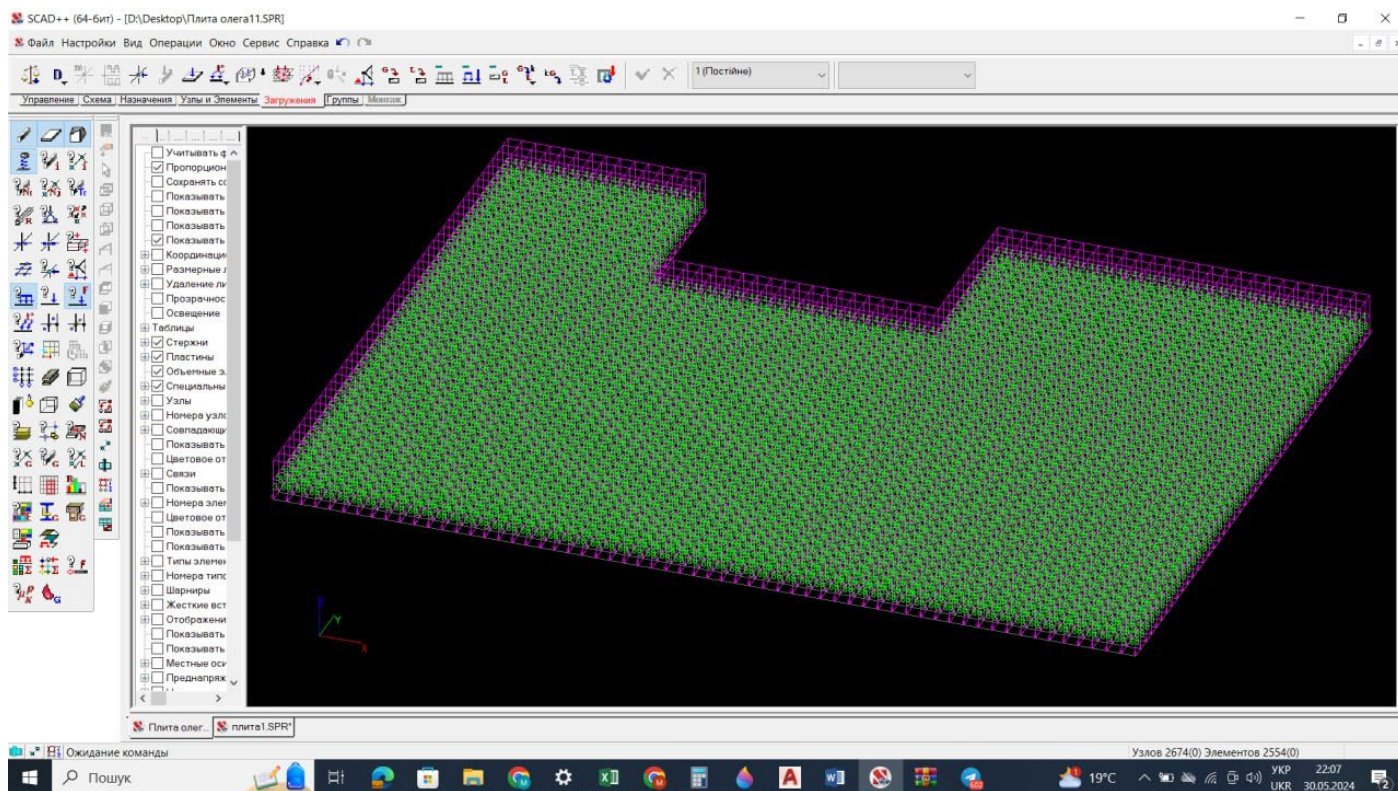 SCAD++ (64-бит) - [D:\Desktop\Плита олега11.SPR]
Файл Настройки Вид Операции Окно Сервис Справка
1 (Постійне)
Управление Схема Назначения Узлы и Элементы Загружения Группы Монтаж
Учитывать ф
Пропорцион
Сохранять со
Показывать
Показывать
Показывать
Показывать
Координаци
Размерные л
Удаление ли
Прозрачнос
Освещение
Таблицы
Стержни
Пластины
Объемные э.
Специальны
Узлы
Номера узло
Совпадающи
Показывать
Цветовое от
Связи
Показывать
Номера элем
Цветовое от
Показывать
Показывать
Типы элемен
Номера типо
Шарниры
Жесткие вст
Отображени
Показывать
Показывать
Местные оси
Преднапряж
Z
Y
X
Плита олег... плита1.SPR*
Ожидание команды
Узлов 2674(0) Элементов 2554(0)
Пошук
19°C
УКР
UKR
22:07
30.05.2024